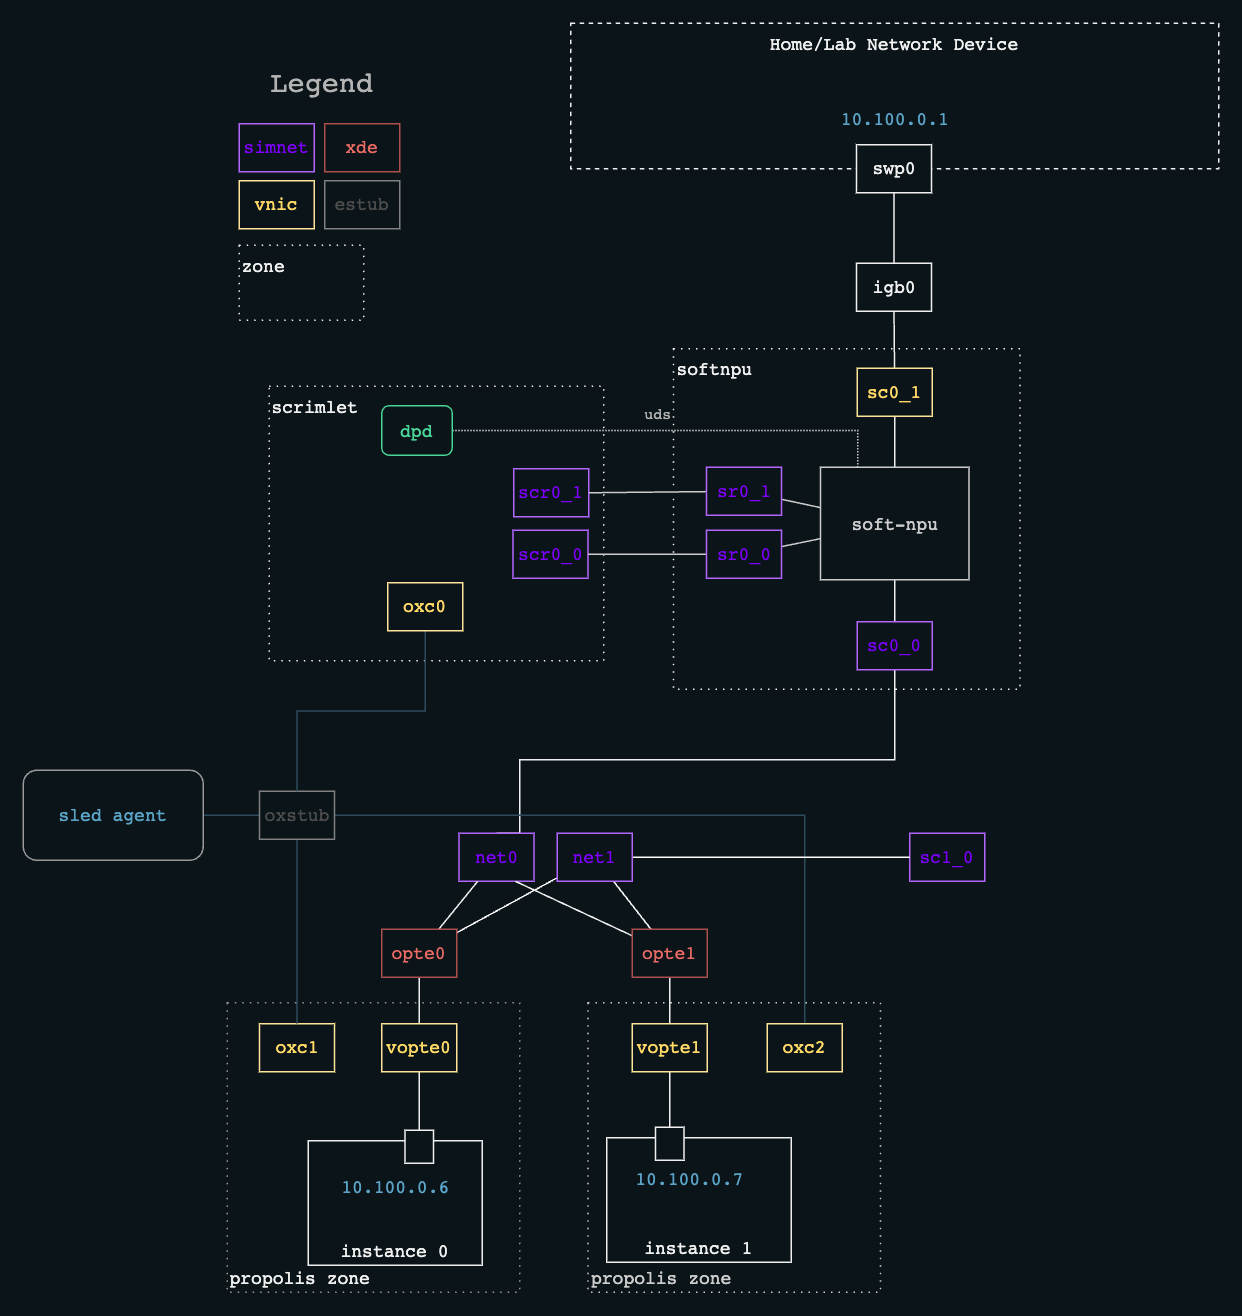 Home/Lab Network Device
Legend
10.100.0.1
simnet
xde
swp0
vnic
estub
zone
igb0
softnpu
sc0_1
scrimlet
uds
dpd
scr0_1
sr0_1
soft-npu
scr0_0
sr0_0
oxc0
sc0_0
sled agent
oxstub
net0
net1
sc1_0
opte0
opte1
oxc1
vopte0
vopte1
oxc2
10.100.0.6
10.100.0.7
instance 0
instance 1
propolis zone
propolis zone